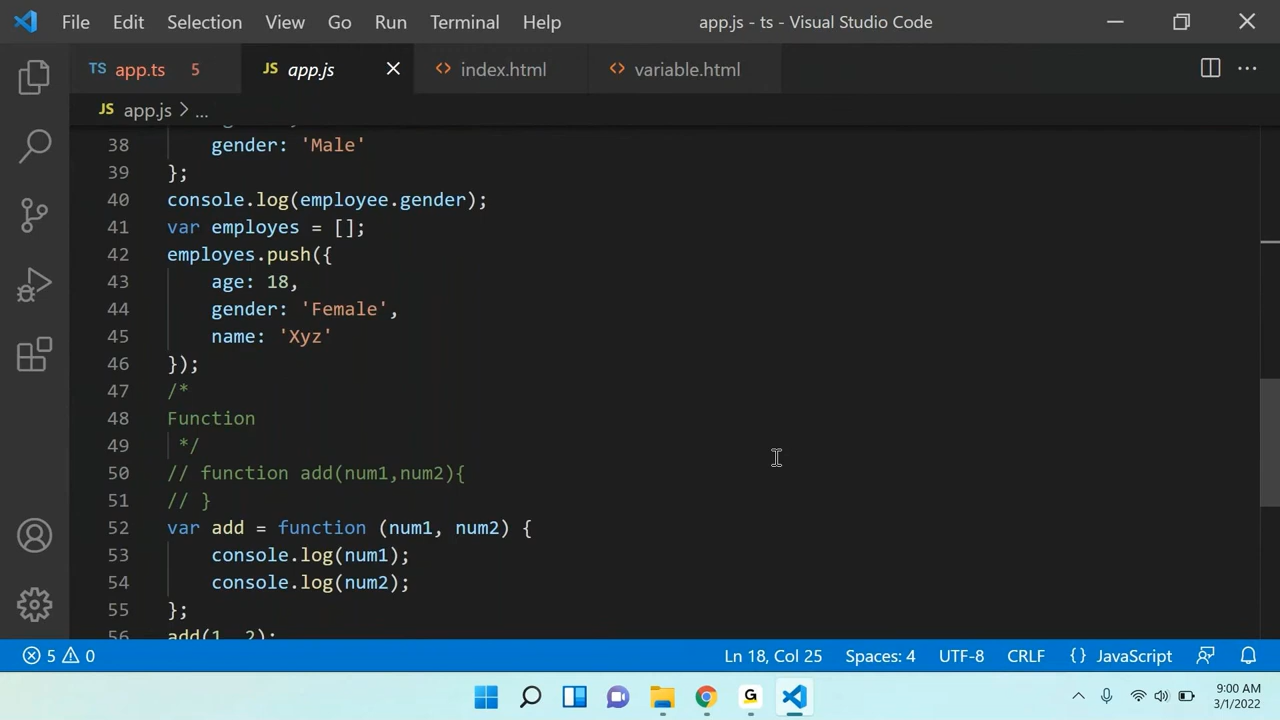 File Edit Selection View Go Run Terminal Help app.js - ts - Visual Studio Code
TS app.ts 5 JS app.js index.html variable.html
JS app.js > ...
38 gender: 'Male'
39 };
40 console.log(employee.gender);
41 var employes = [];
42 employes.push({
43 age: 18,
44 gender: 'Female',
45 name: 'Xyz'
46 });
47 /*
48 Function
49 */
50 // function add(num1,num2){
51 // }
52 var add = function (num1, num2) {
53 console.log(num1);
54 console.log(num2);
55 };
56 add(1, 2);
5 0 Ln 18, Col 25 Spaces: 4 UTF-8 CRLF {} JavaScript
G 9:00 AM
3/1/2022